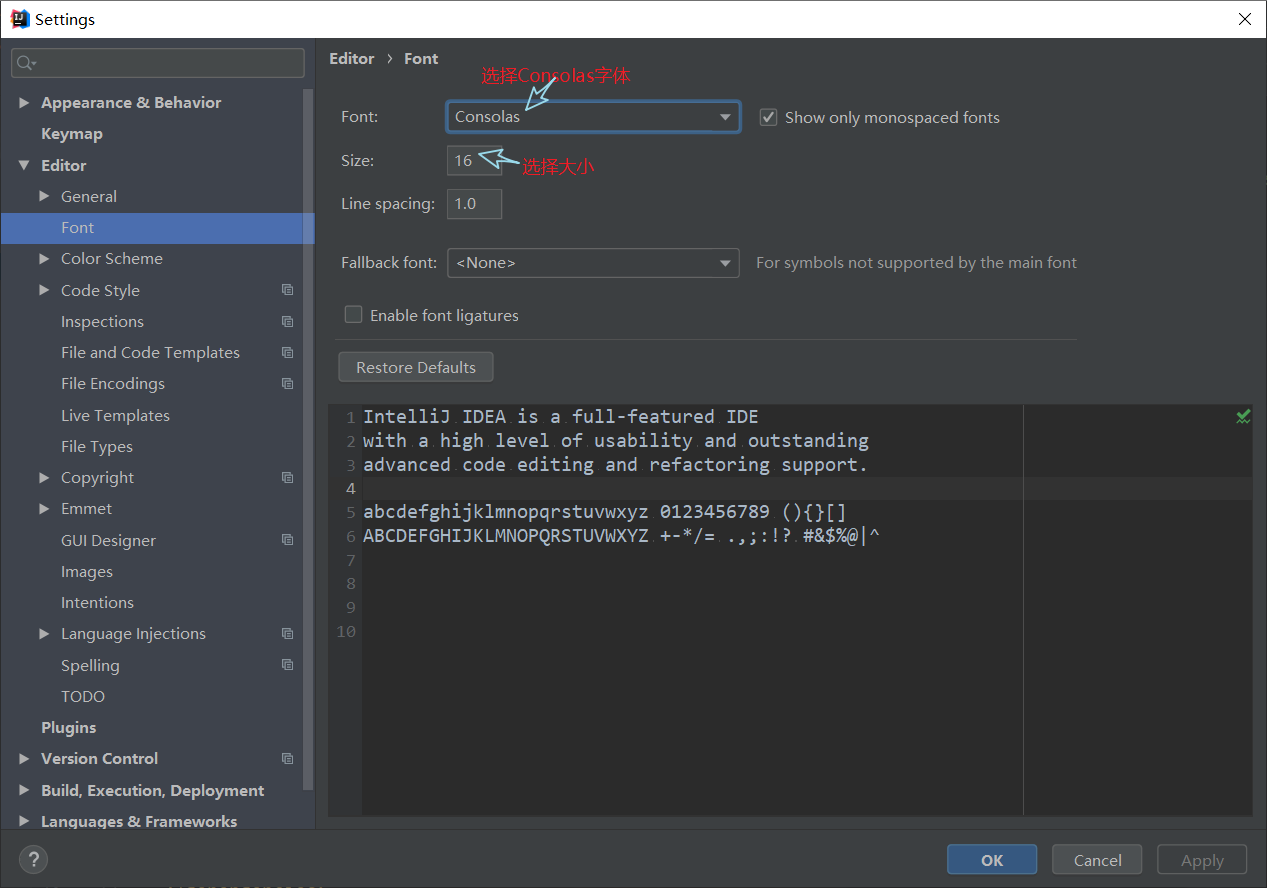 Settings
Editor › Font
选择Consolas字体
Appearance & Behavior
Keymap
Editor
General
Font
Color Scheme
Code Style
Inspections
File and Code Templates
File Encodings
Live Templates
File Types
Copyright
Emmet
GUI Designer
Images
Intentions
Language Injections
Spelling
TODO
Plugins
Version Control
Build, Execution, Deployment
Languages & Frameworks
Font: Consolas Show only monospaced fonts
Size: 16 选择大小
Line spacing: 1.0
Fallback font: <None> For symbols not supported by the main font
Enable font ligatures
Restore Defaults
1 IntelliJ IDEA is a full-featured IDE
2 with a high level of usability and outstanding
3 advanced code editing and refactoring support.
4
5 abcdefghijklmnopqrstuvwxyz 0123456789 (){}[]
6 ABCDEFGHIJKLMNOPQRSTUVWXYZ +-*/= .,;:!? #&$%@|^
7
8
9
10
? OK Cancel Apply